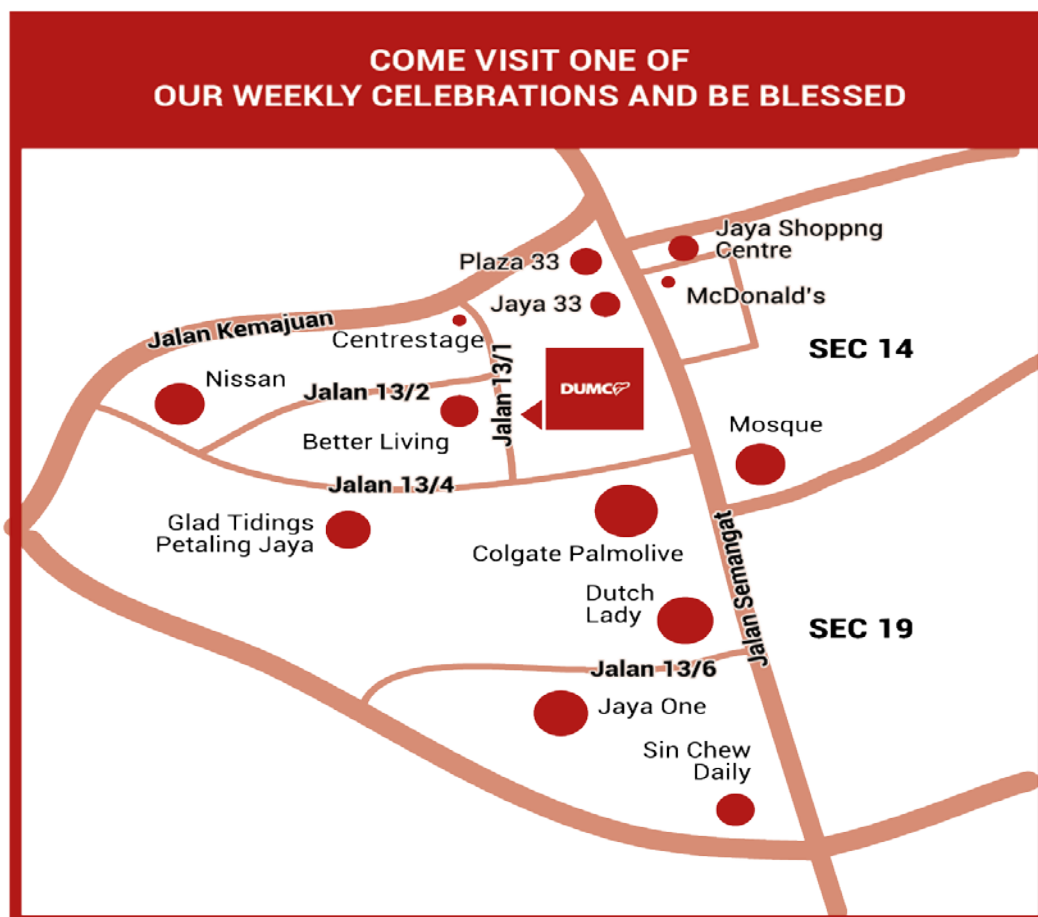 COME VISIT ONE OF
OUR WEEKLY CELEBRATIONS AND BE BLESSED
Jaya Shoppng
Centre
Plaza 33
McDonald's
Jaya 33
Jalan Kemajuan
Centrestage
SEC 14
Nissan
Jalan 13/1
DUMC
Jalan 13/2
Better Living
Mosque
Jalan 13/4
Glad Tidings
Petaling Jaya
Colgate Palmolive
Jalan Semangat
Dutch
Lady
SEC 19
Jalan 13/6
Jaya One
Sin Chew
Daily